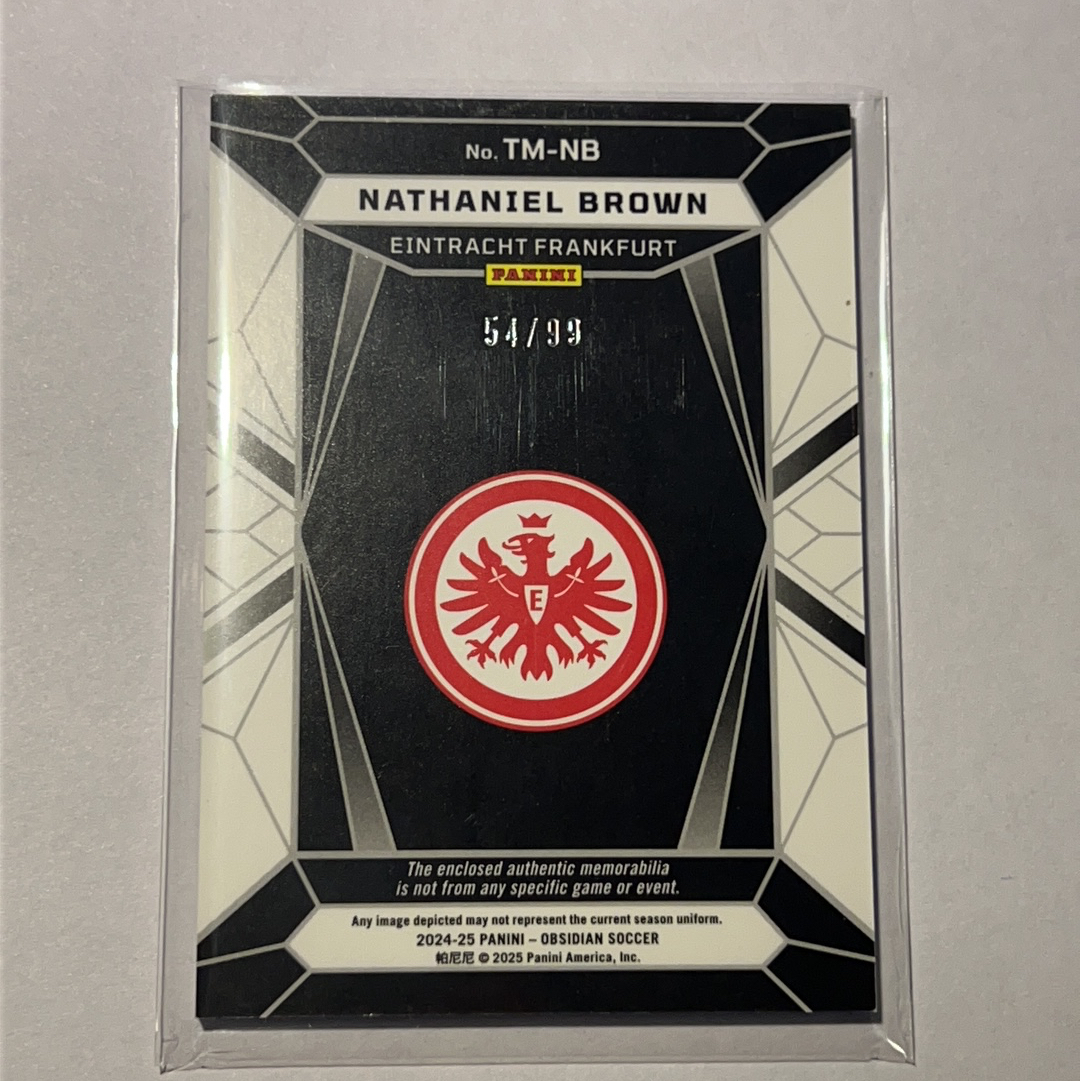 No. TM-NB
NATHANIEL BROWN
EINTRACHT FRANKFURT
PANINI
54/99
E
The enclosed authentic memorabilia
is not from any specific game or event.
Any image depicted may not represent the current season uniform.
2024-25 PANINI – OBSIDIAN SOCCER
帕尼尼 © 2025 Panini America, Inc.